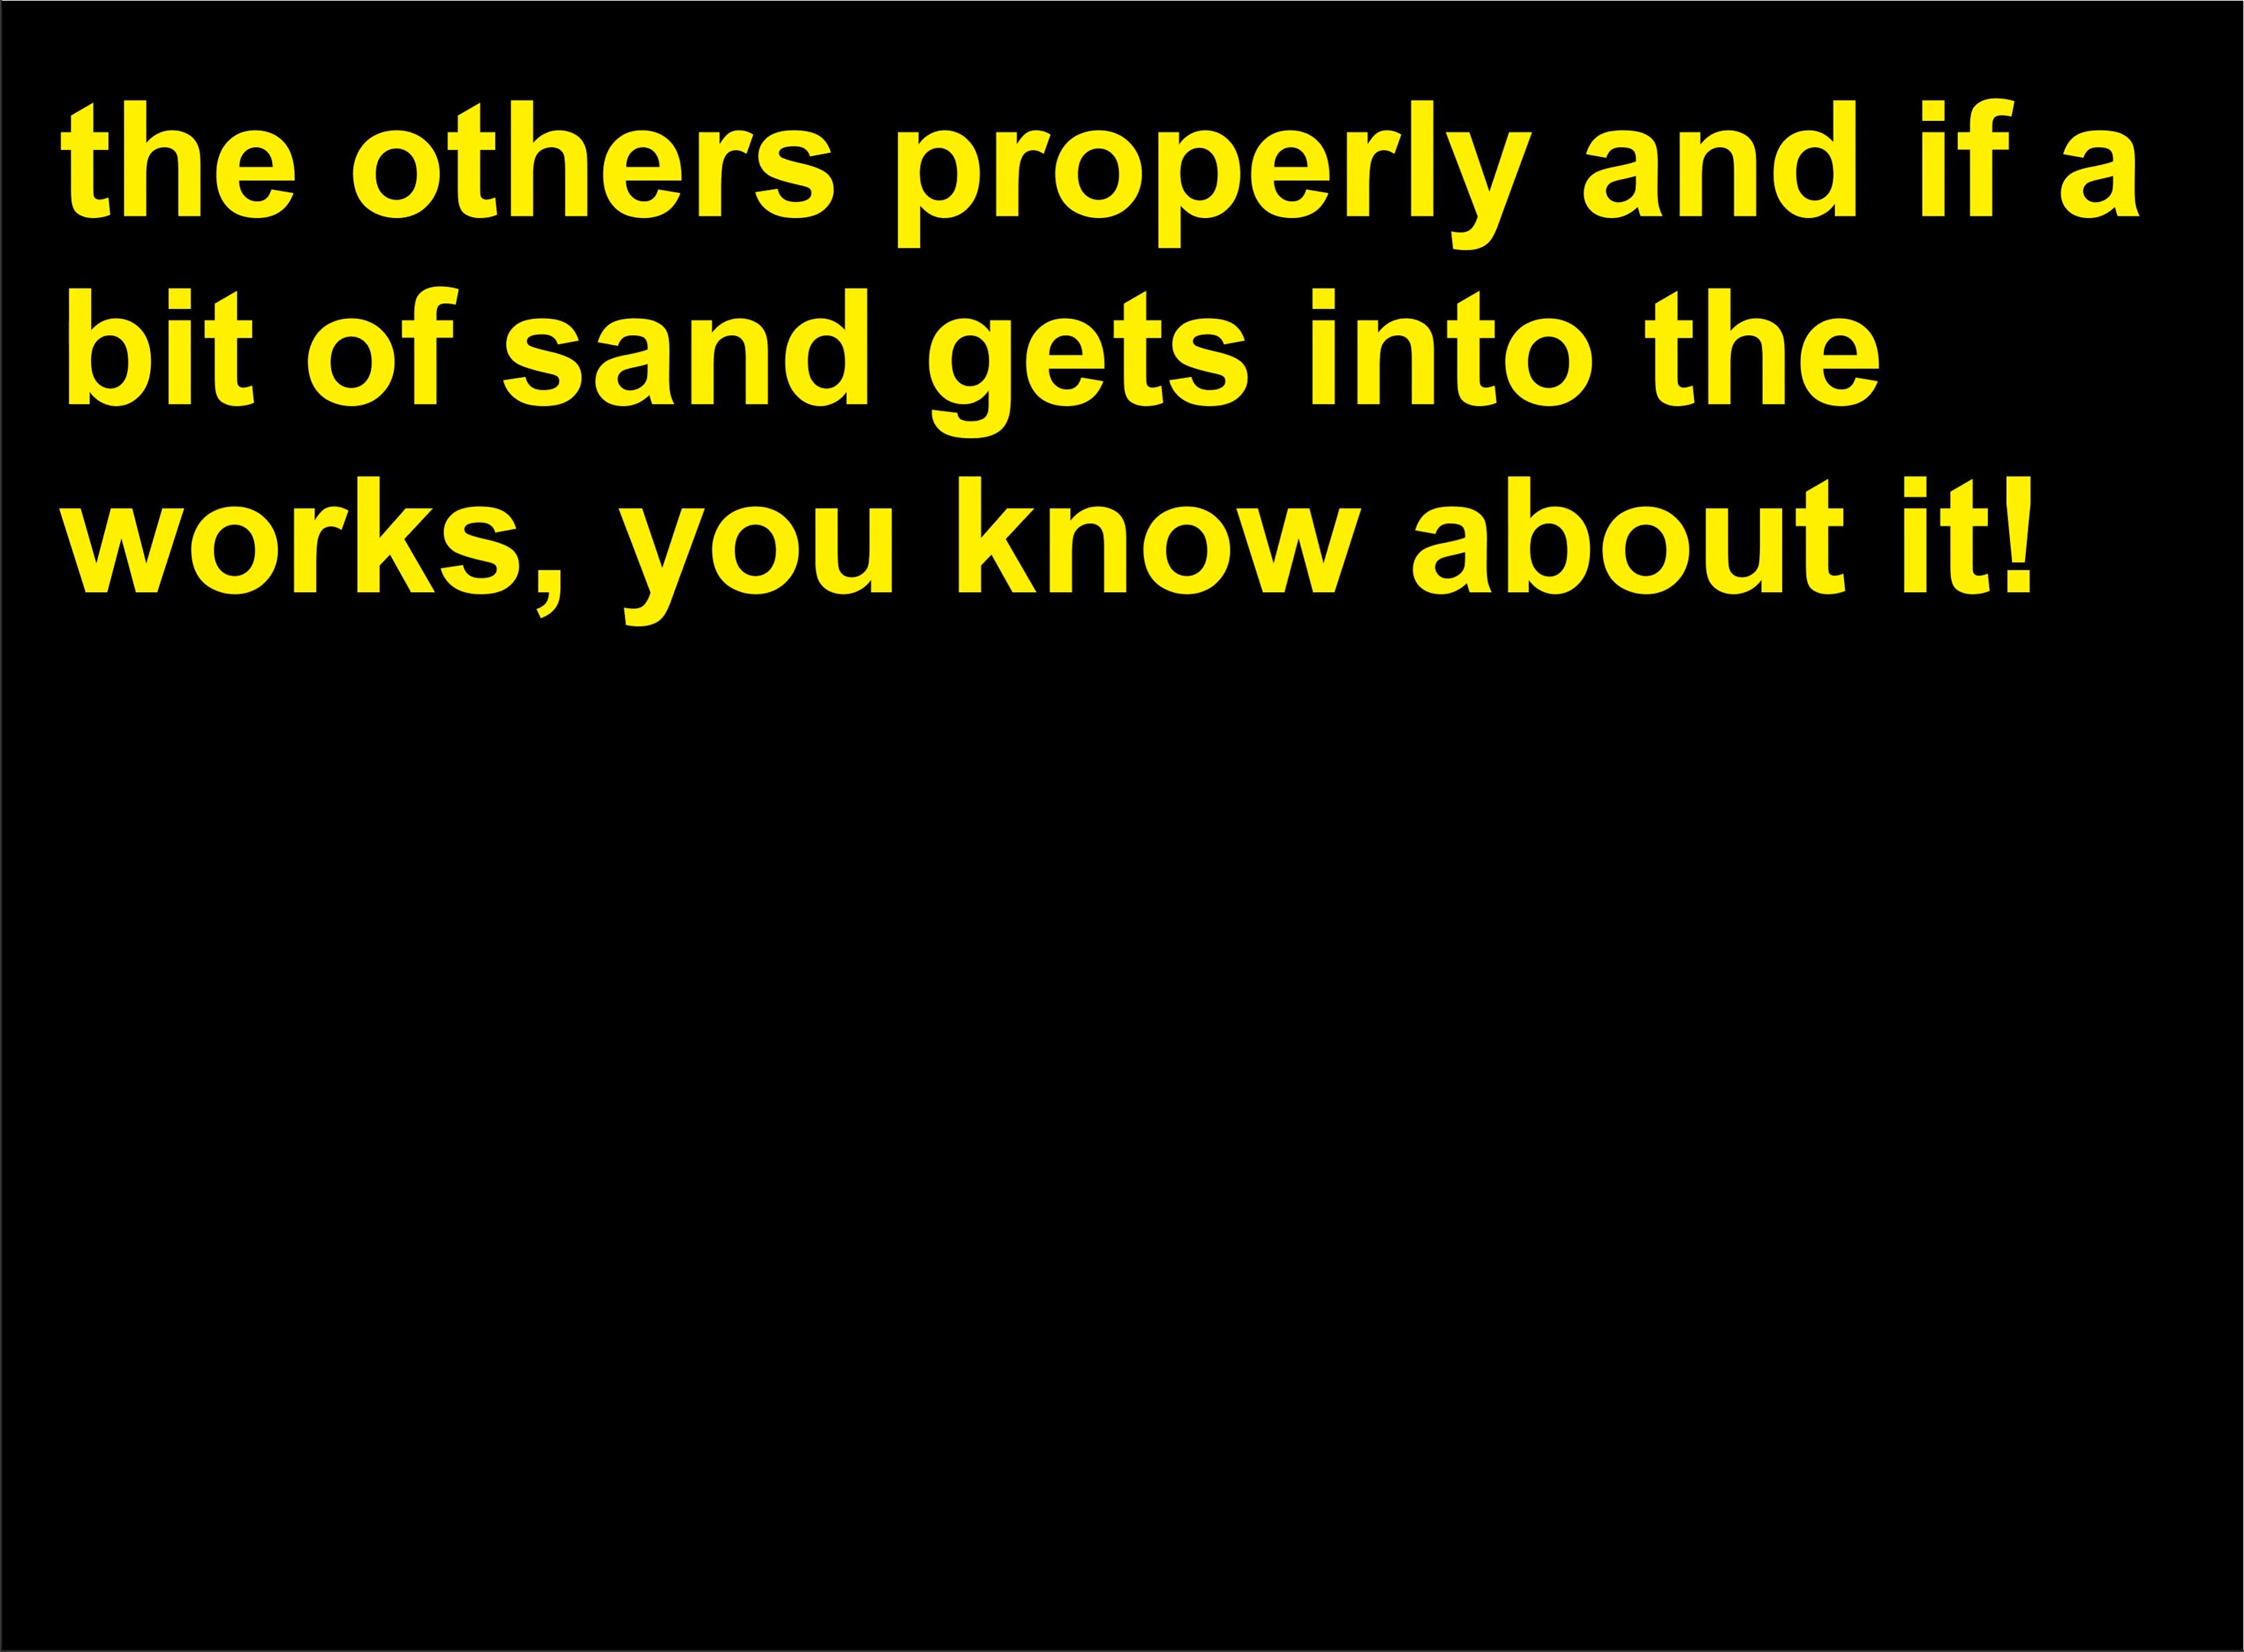 the others properly and if a
bit of sand gets into the
works, you know about it!